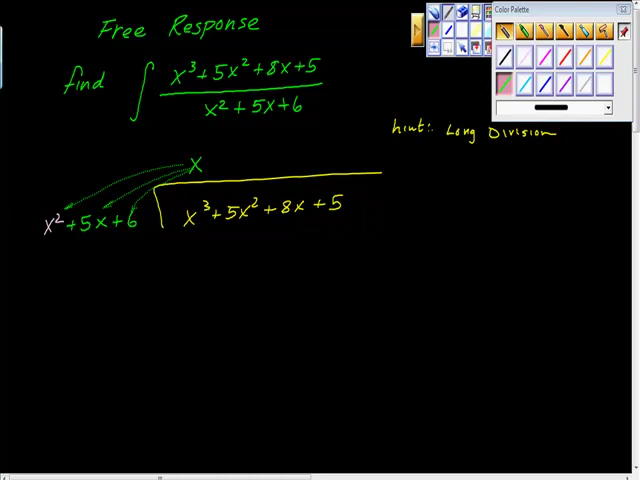 Free Response
Color Palette
find ∫ (x³+5x²+8x+5)/(x²+5x+6)
hint:: Long Division
x
x²+5x+6 x³+5x²+8x+5